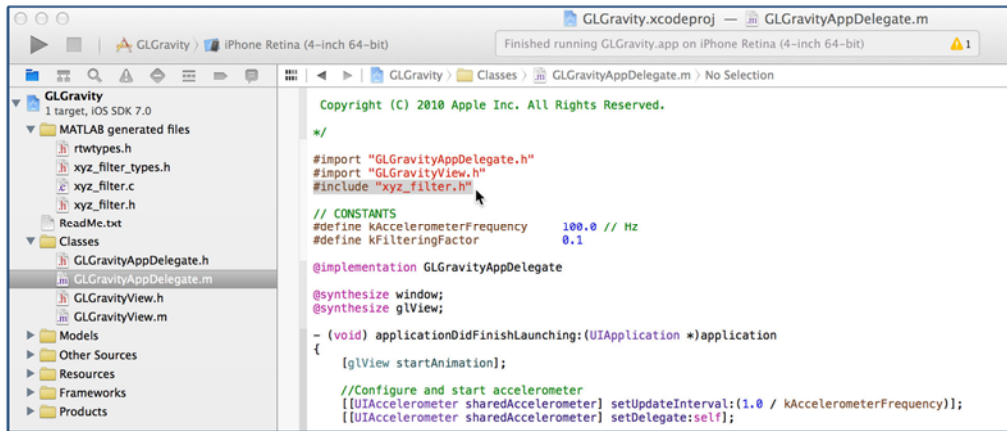 GLGravity.xcodeproj — GLGravityAppDelegate.m
GLGravity 〉 iPhone Retina (4-inch 64-bit)
Finished running GLGravity.app on iPhone Retina (4-inch 64-bit)
1
GLGravity 〉 Classes 〉 GLGravityAppDelegate.m 〉 No Selection
GLGravity
1 target, iOS SDK 7.0
MATLAB generated files
h rtwtypes.h
h xyz_filter_types.h
c xyz_filter.c
h xyz_filter.h
ReadMe.txt
Classes
h GLGravityAppDelegate.h
m GLGravityAppDelegate.m
h GLGravityView.h
m GLGravityView.m
Models
Other Sources
Resources
Frameworks
Products
Copyright (C) 2010 Apple Inc. All Rights Reserved.
*/
#import "GLGravityAppDelegate.h"
#import "GLGravityView.h"
#include "xyz_filter.h"
// CONSTANTS
#define kAccelerometerFrequency 100.0 // Hz
#define kFilteringFactor 0.1
@implementation GLGravityAppDelegate
@synthesize window;
@synthesize glView;
- (void) applicationDidFinishLaunching:(UIApplication *)application
{
[glView startAnimation];
//Configure and start accelerometer
[[UIAccelerometer sharedAccelerometer] setUpdateInterval:(1.0 / kAccelerometerFrequency)];
[[UIAccelerometer sharedAccelerometer] setDelegate:self];